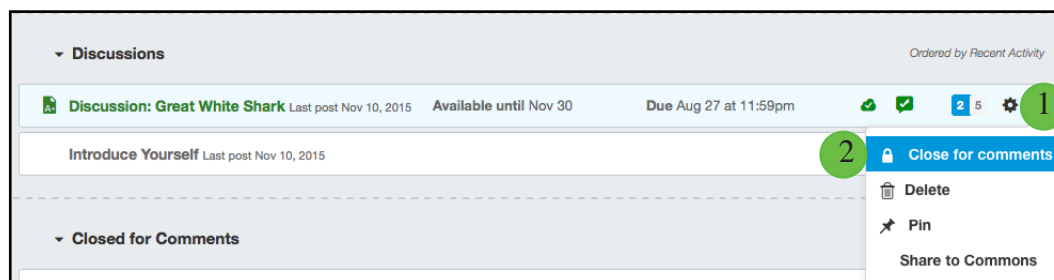 Discussions Ordered by Recent Activity
A+ Discussion: Great White Shark Last post Nov 10, 2015 Available until Nov 30 Due Aug 27 at 11:59pm 2 5 1
Introduce Yourself Last post Nov 10, 2015 2 Close for comments
Delete
Pin
Closed for Comments
Share to Commons